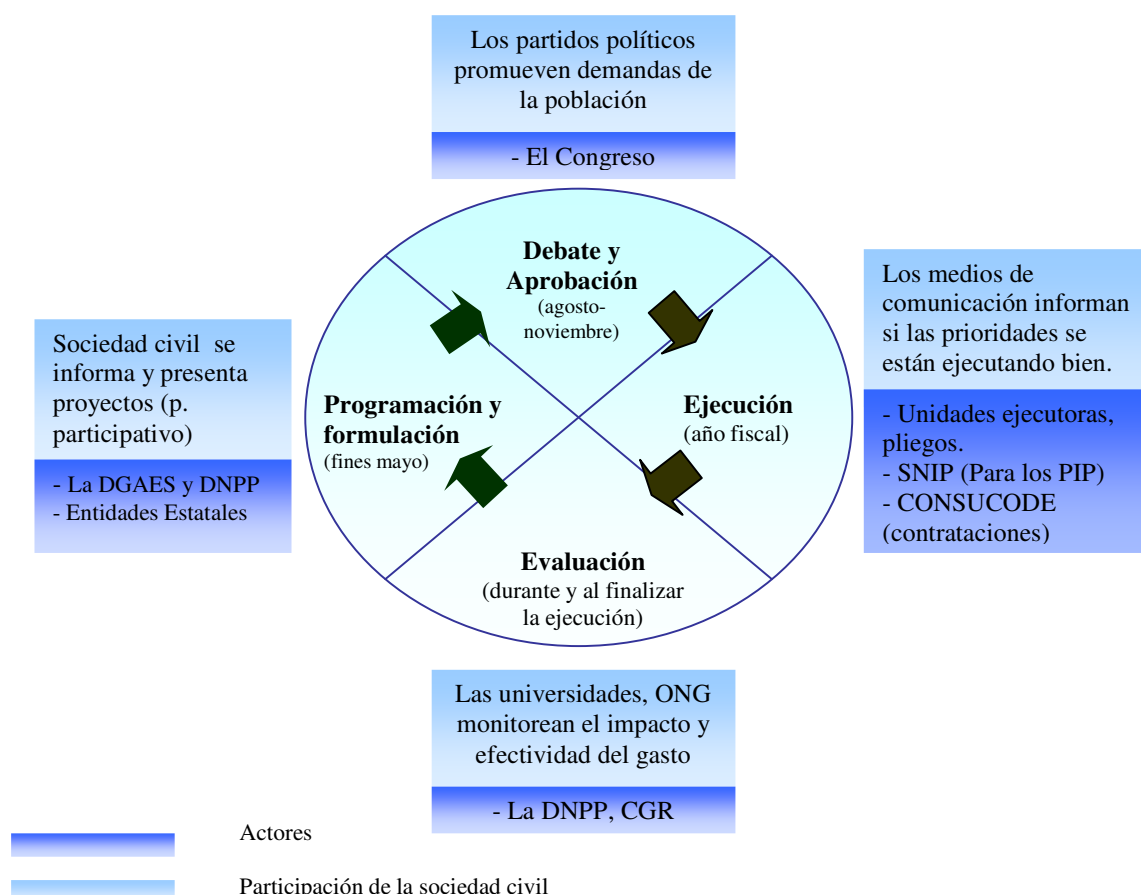 Los partidos políticos
promueven demandas de
la población
- El Congreso
Debate y
Aprobación
(agosto-
noviembre)
Los medios de
comunicación informan
si las prioridades se
están ejecutando bien.
- Unidades ejecutoras,
pliegos.
- SNIP (Para los PIP)
- CONSUCODE
(contrataciones)
Sociedad civil se
informa y presenta
proyectos (p.
participativo)
- La DGAES y DNPP
- Entidades Estatales
Programación y
formulación
(fines mayo)
Ejecución
(año fiscal)
Evaluación
(durante y al finalizar
la ejecución)
Las universidades, ONG
monitorean el impacto y
efectividad del gasto
- La DNPP, CGR
Actores
Participación de la sociedad civil